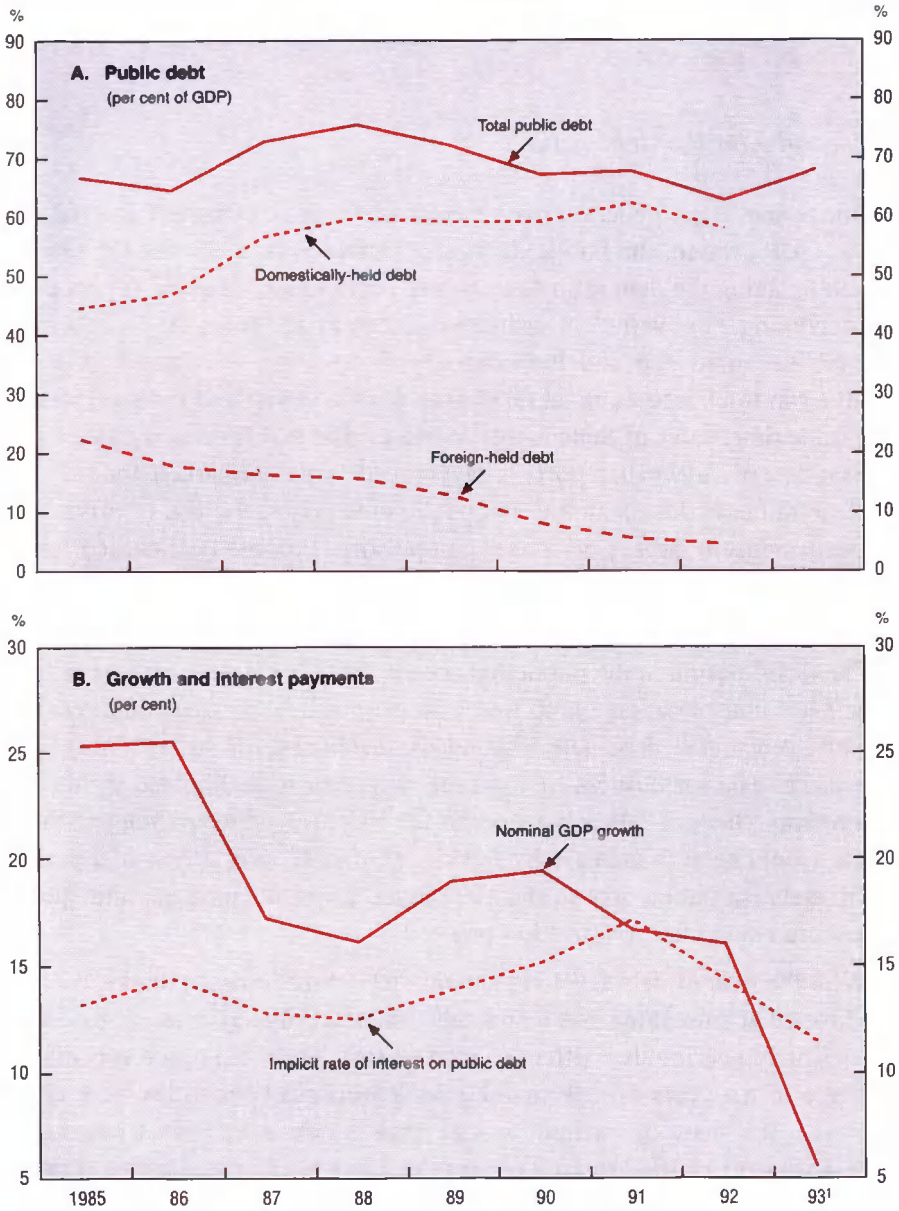 % %
90 90
A. Public debt
(per cent of GDP)
80 80
Total public debt
70 70
60 60
Domestically-held debt
50 50
40 40
30 30
Foreign-held debt
20 20
10 10
0 0
% %
30 30
B. Growth and interest payments
(per cent)
25 25
Nominal GDP growth
20 20
15 15
Implicit rate of interest on public debt
10 10
5 5
1985 86 87 88 89 90 91 92 93¹